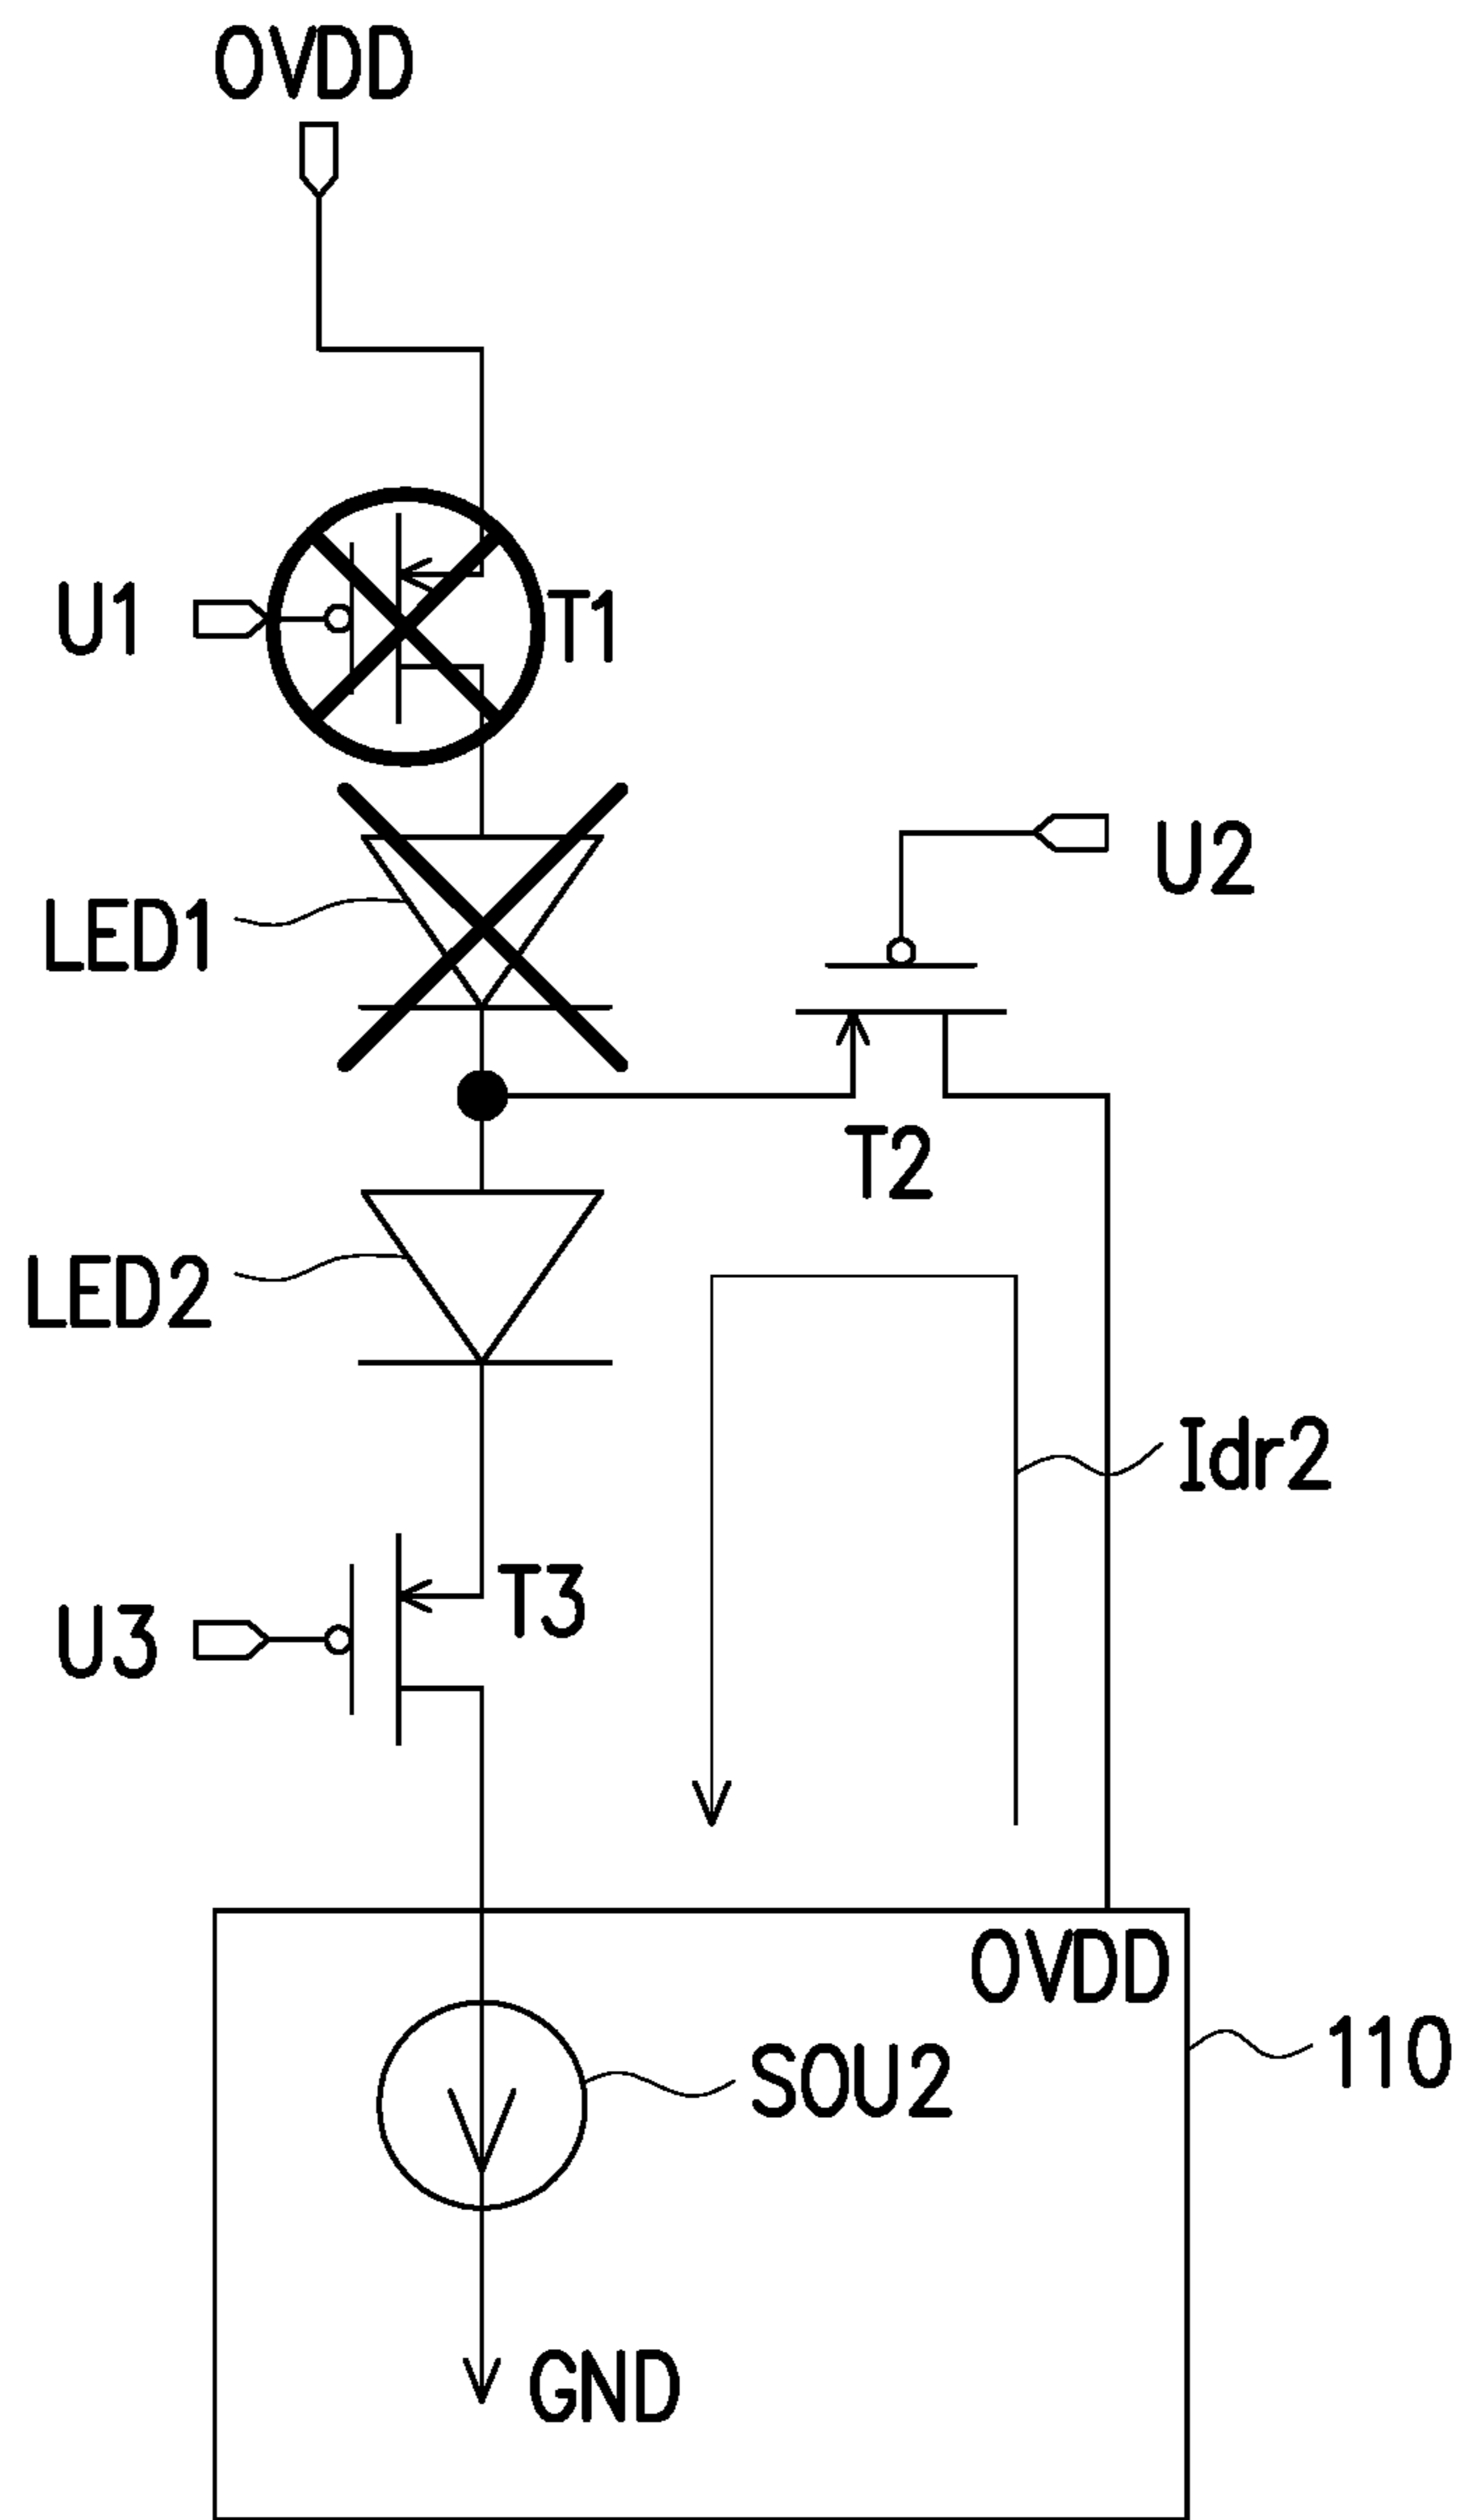 OVDD
U1
T1
U2
LED1
T2
LED2
Idr2
T3
U3
OVDD
110
SOU2
GND